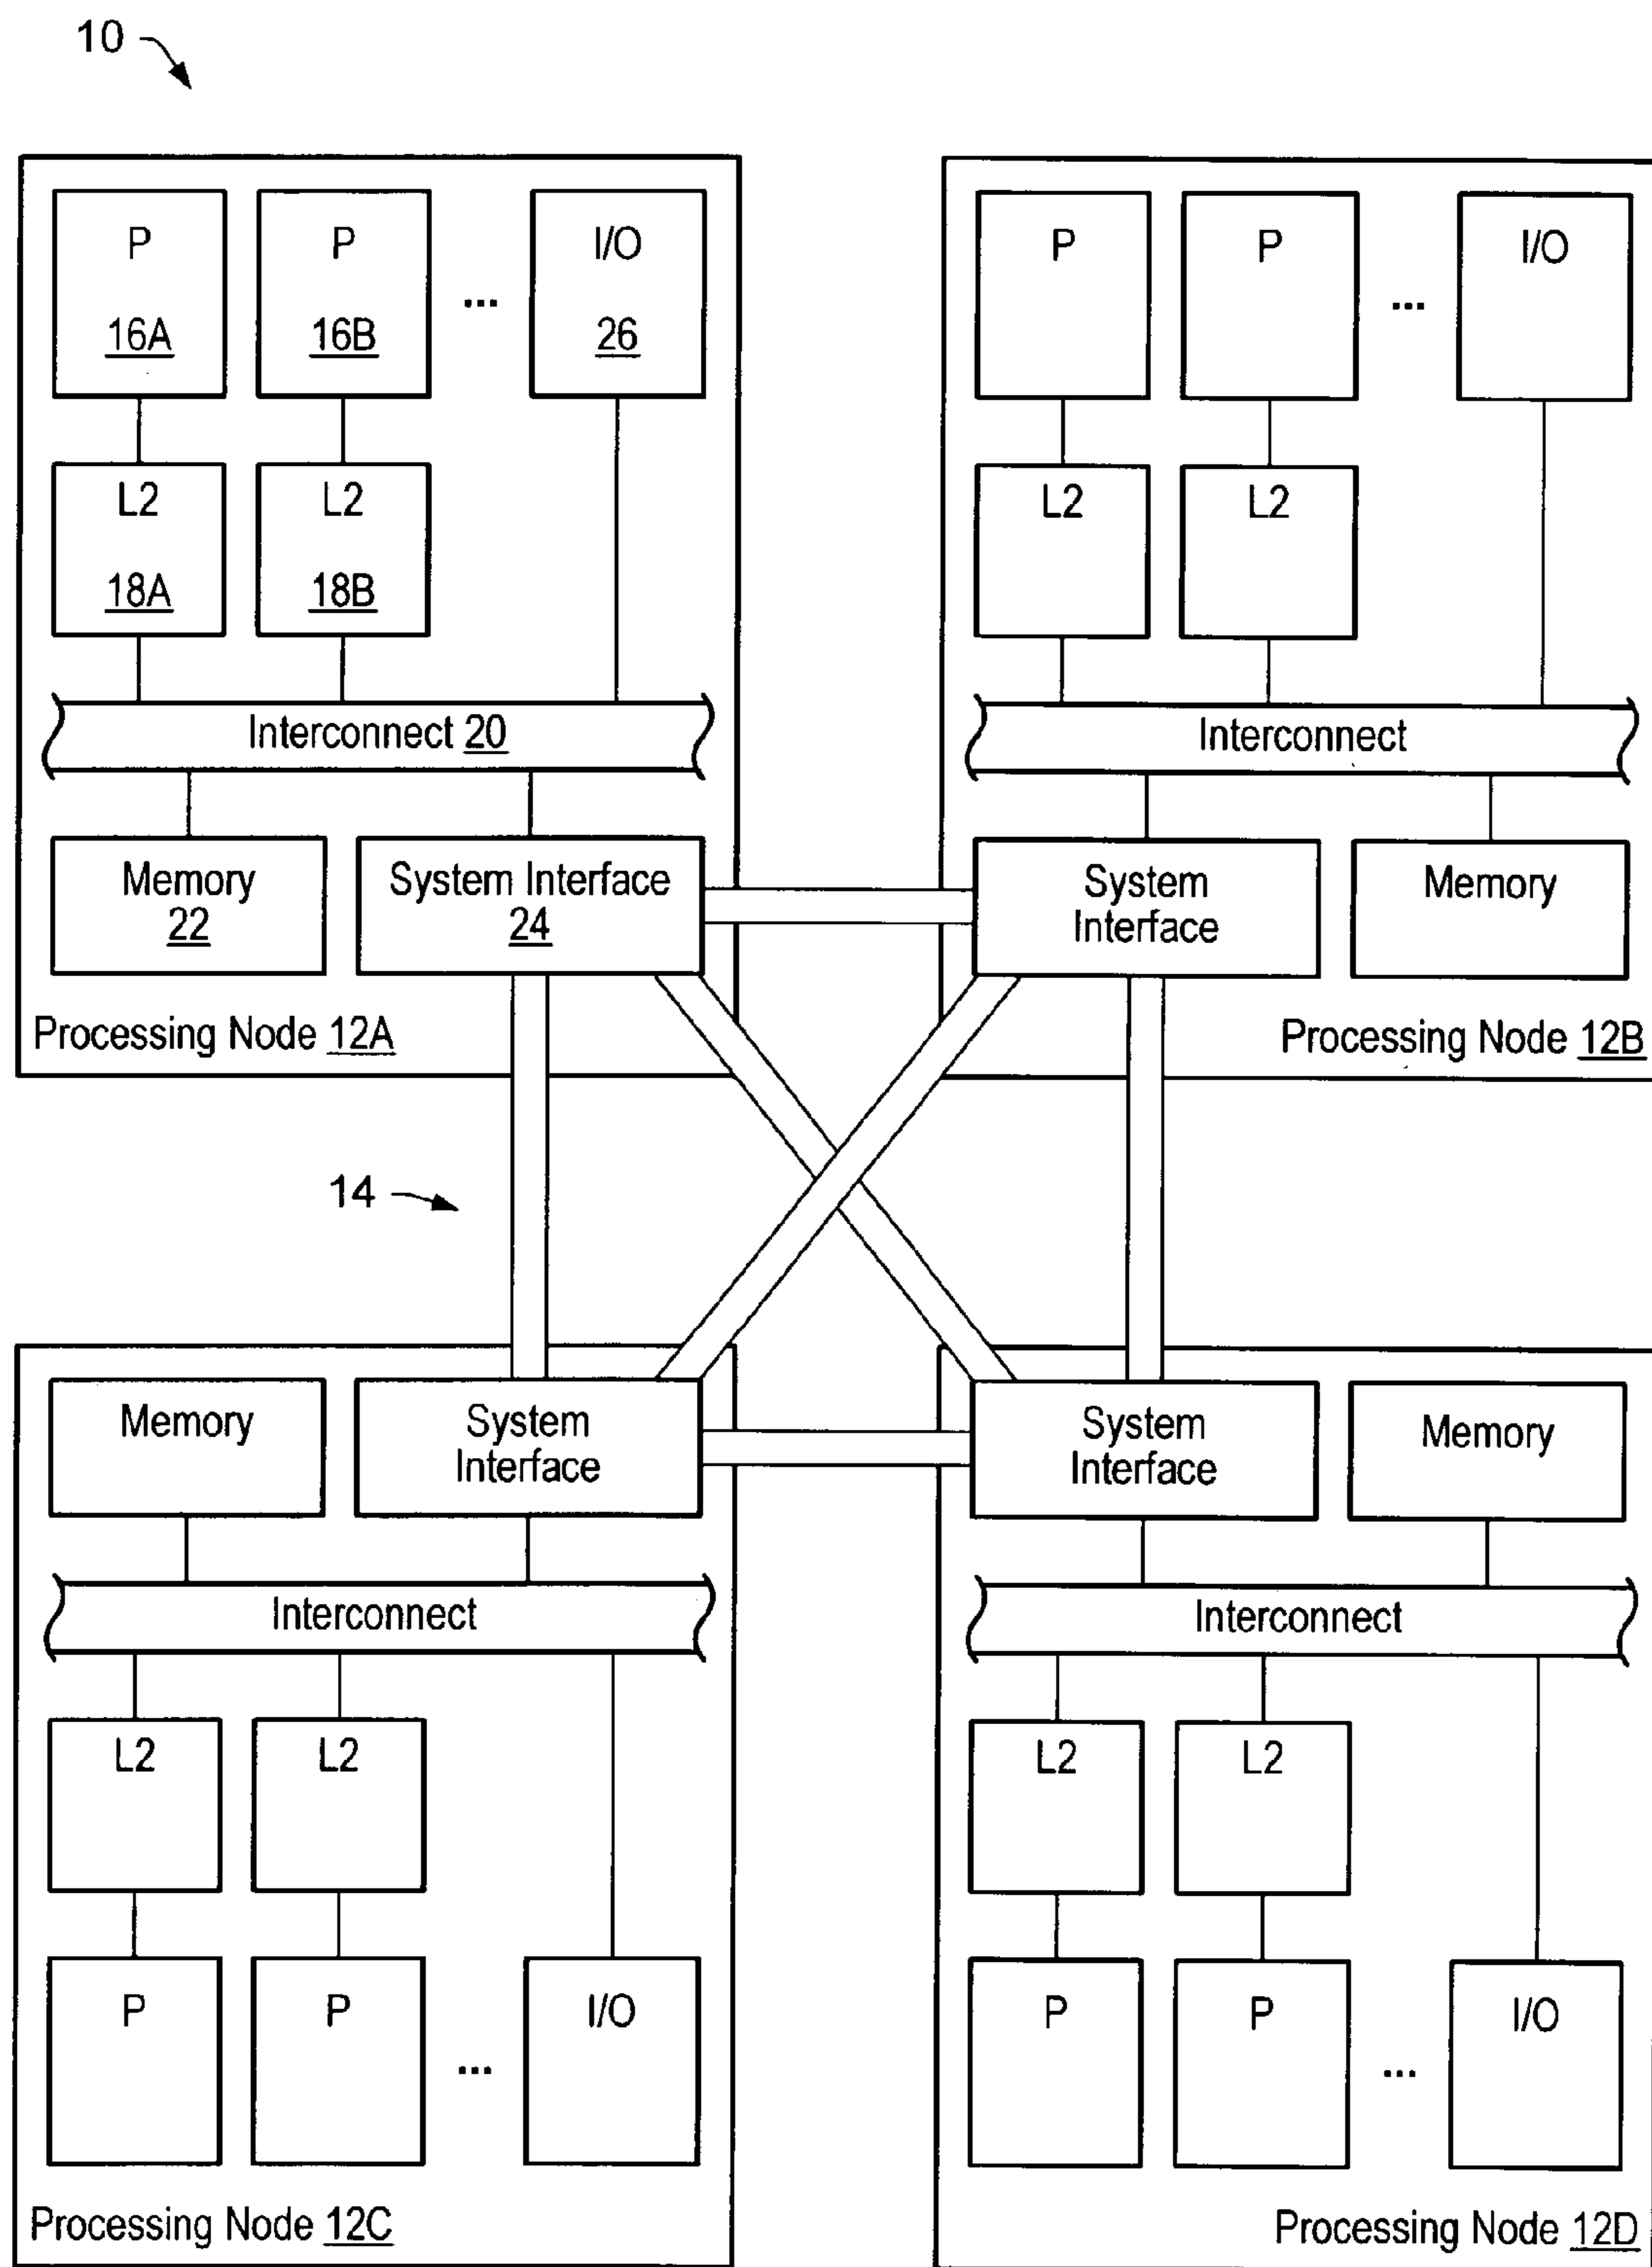 10
P P ... I/O
16A 16B 26
L2 L2
18A 18B
Interconnect 20
Memory System Interface
22 24
Processing Node 12A
P P ... I/O
L2 L2
Interconnect
System
Interface
Memory
Processing Node 12B
14
Memory
System
Interface
Interconnect
L2 L2
P P ... I/O
Processing Node 12C
System
Interface
Memory
Interconnect
L2 L2
P P ... I/O
Processing Node 12D